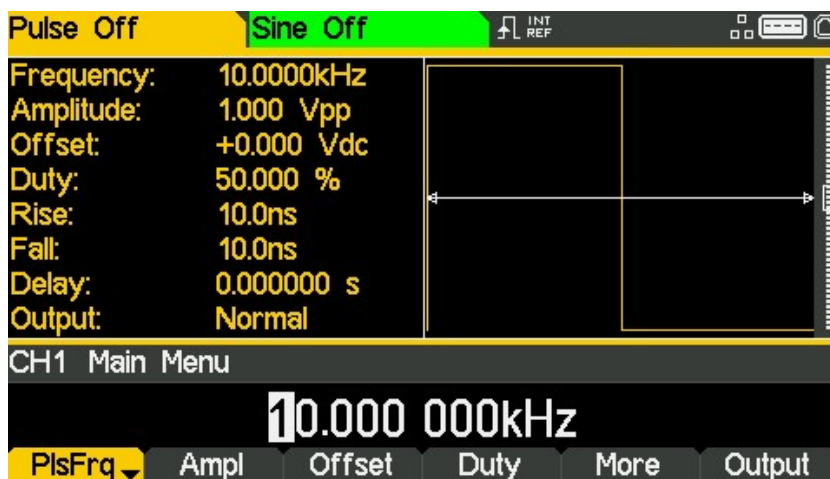 Pulse Off Sine Off INT REF
Frequency: 10.0000kHz
Amplitude: 1.000 Vpp
Offset: +0.000 Vdc
Duty: 50.000 %
Rise: 10.0ns
Fall: 10.0ns
Delay: 0.000000 s
Output: Normal
CH1 Main Menu
10.000 000kHz
PlsFrq Ampl Offset Duty More Output